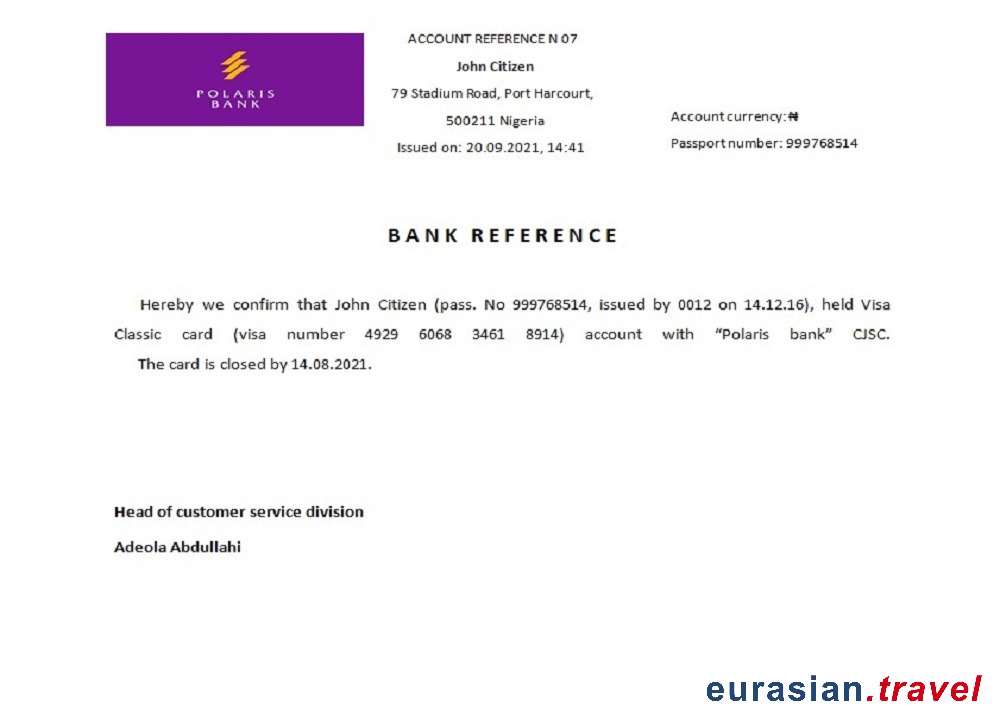 POLARIS
BANK
ACCOUNT REFERENCE N 07
John Citizen
79 Stadium Road, Port Harcourt,
500211 Nigeria
Issued on: 20.09.2021, 14:41
Account currency:₦
Passport number: 999768514
BANK REFERENCE
Hereby we confirm that John Citizen (pass. No 999768514, issued by 0012 on 14.12.16), held Visa
Classic card (visa number 4929 6068 3461 8914) account with “Polaris bank” CJSC.
The card is closed by 14.08.2021.
Head of customer service division
Adeola Abdullahi
eurasian.travel